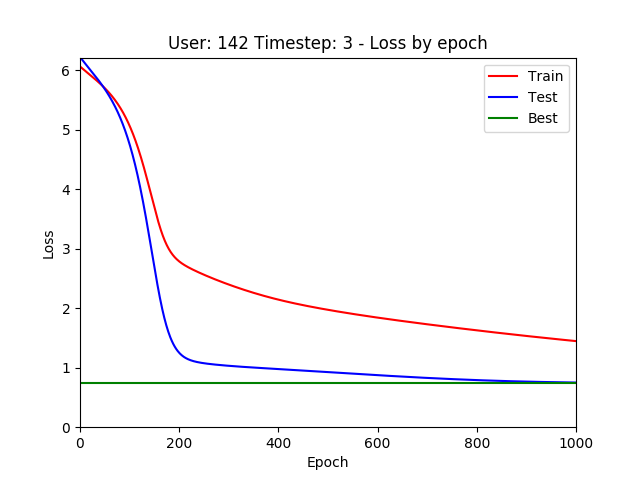 User: 142 Timestep: 3 - Loss by epoch
Train
Test
Best
6
5
4
3
2
1
0
Loss
0 200 400 600 800 1000
Epoch